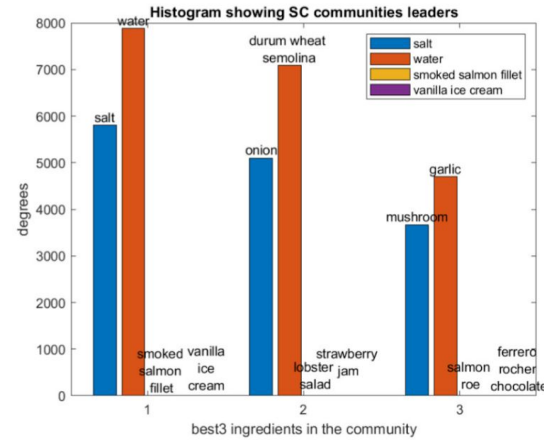 Histogram showing SC communities leaders
8000
7000
6000
5000
4000
3000
2000
1000
0
degrees
water
salt
durum wheat
semolina
onion
garlic
mushroom
smoked
salmon
fillet
vanilla
ice
cream
lobster
salad
strawberry
jam
salmon
roe
ferrero
rocher
chocolate
salt
water
smoked salmon fillet
vanilla ice cream
1
2
3
best3 ingredients in the community